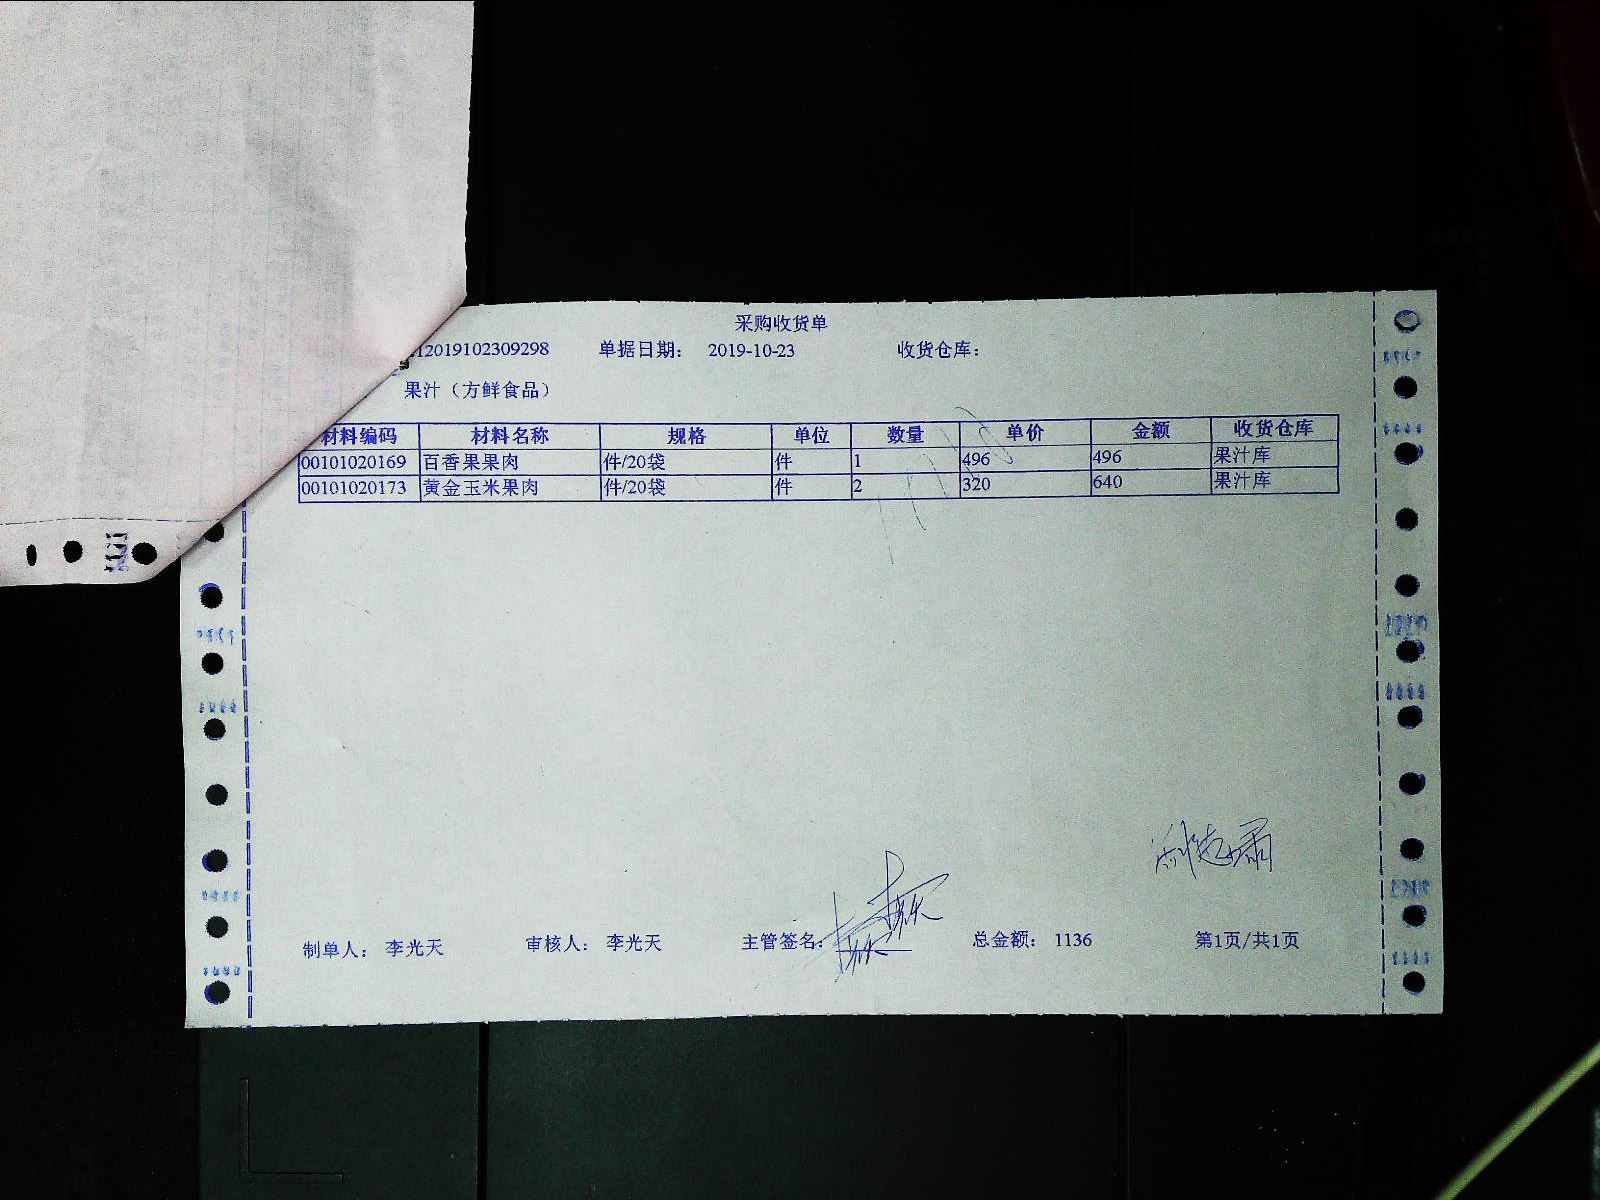 采购收货单
12019102309298 单据日期： 2019-10-23 收货仓库：
果汁（方鲜食品）
材料编码 材料名称 规格 单位 数量 单价 金额 收货仓库
00101020169 百香果果肉 件/20袋 件 1 496 496 果汁库
00101020173 黄金玉米果肉 件/20袋 件 2 320 640 果汁库
制单人： 李光天 审核人： 李光天 主管签名： 总金额： 1136 第1页/共1页